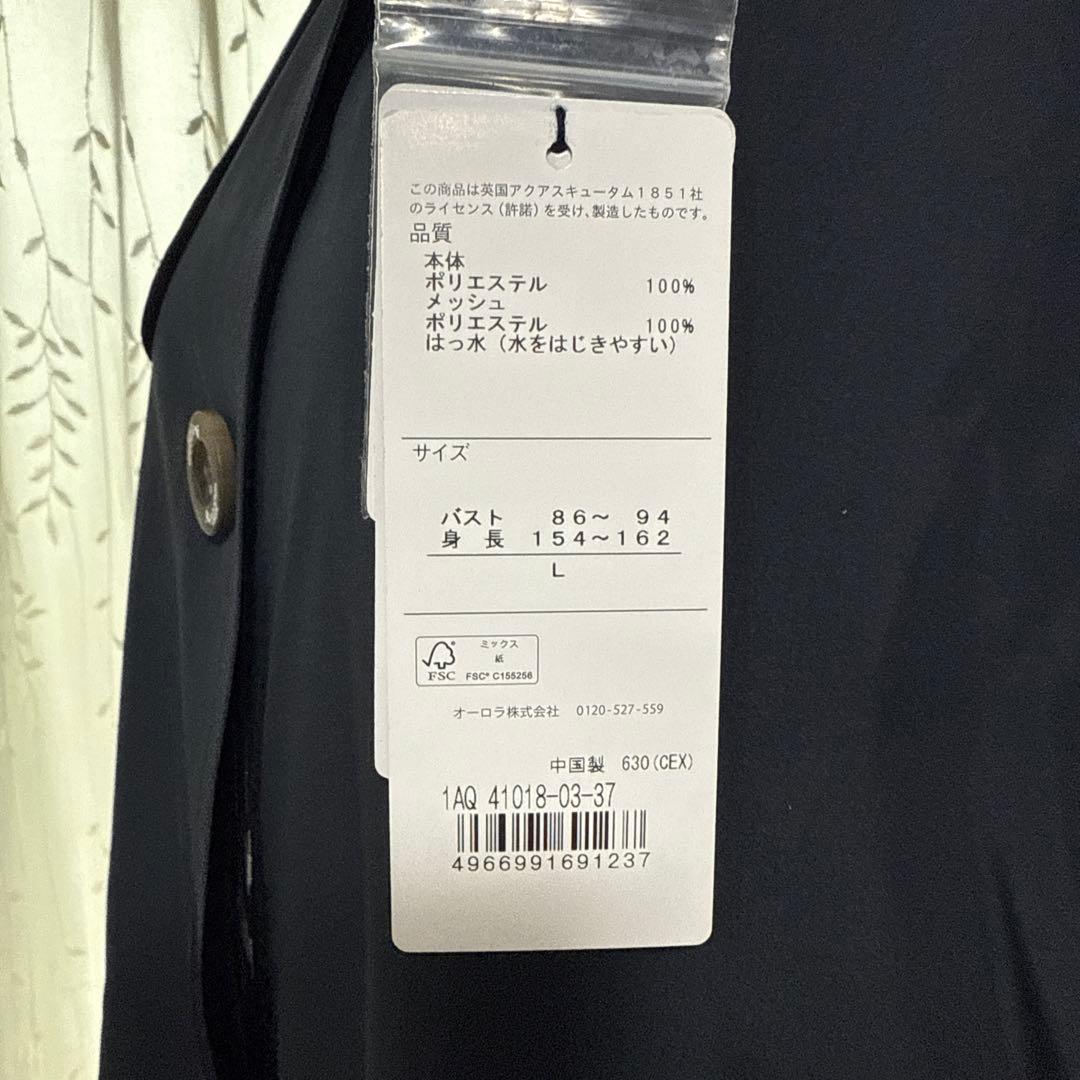 この商品は英国アクアスキュータム1851社
のライセンス（許諾）を受け、製造したものです。
品質
本体
ポリエステル 100%
メッシュ
ポリエステル 100%
はっ水（水をはじきやすい）
サイズ
バスト 86～ 94
身 長 154～162
L
ミックス
紙
FSC FSC® C155256
オーロラ株式会社 0120-527-559
中国製 630(CEX)
1AQ 41018-03-37
4966991691237